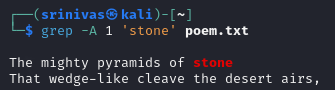 ┌──(srinivas㉿kali)-[~]
└─$ grep -A 1 'stone' poem.txt
The mighty pyramids of stone
That wedge-like cleave the desert airs,